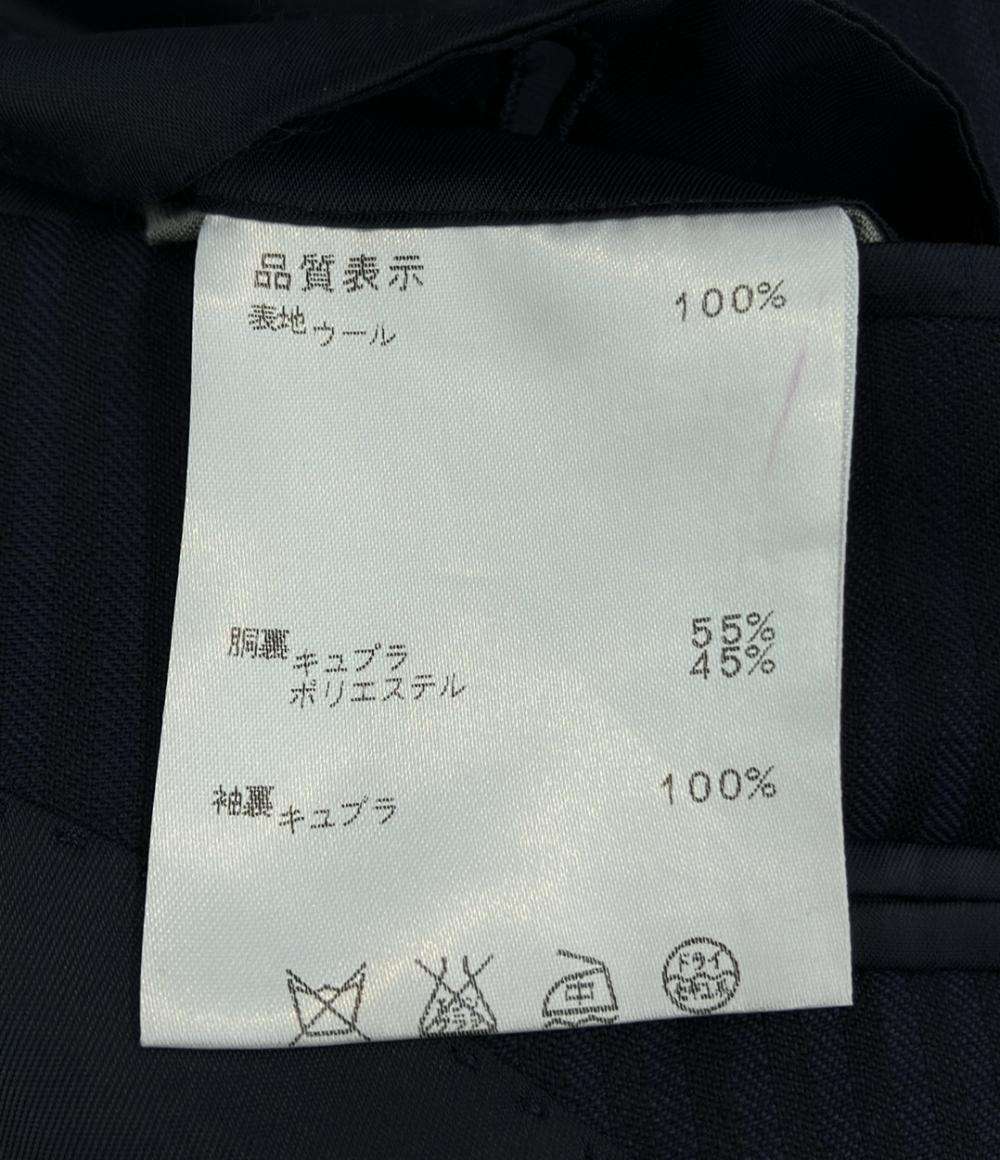 品質表示
表地 ウール 100%
胴裏 キュプラ 55%
ポリエステル 45%
袖裏 キュプラ 100%
中 ドライ